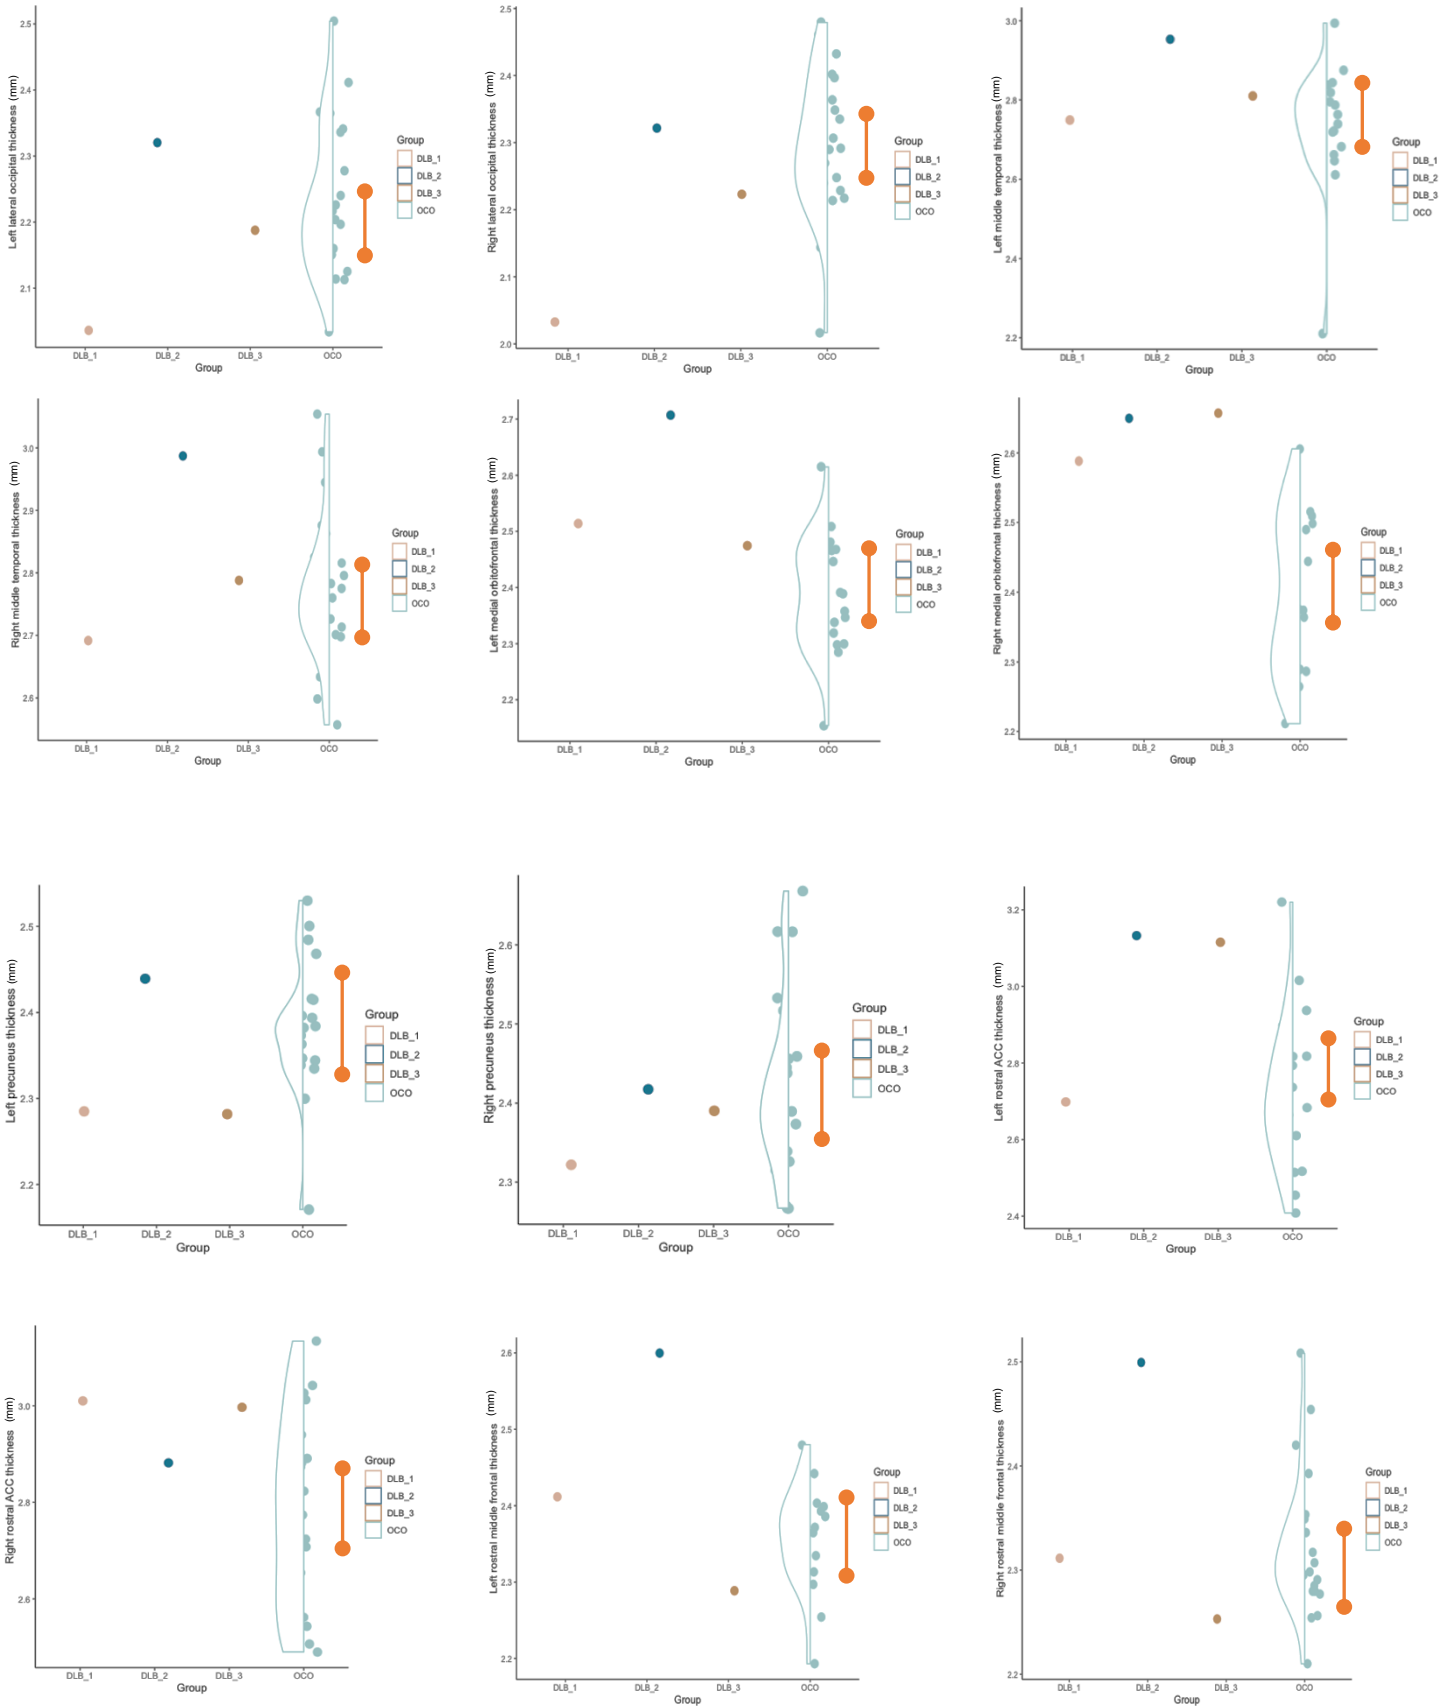 Left lateral occipital thickness (mm)
2.5
2.4
2.3
2.2
2.1
DLB_1 DLB_2 DLB_3 OCO
Group
Group
DLB_1
DLB_2
DLB_3
OCO
Right lateral occipital thickness (mm)
2.5
2.4
2.3
2.2
2.1
2.0
DLB_1 DLB_2 DLB_3 OCO
Group
Group
DLB_1
DLB_2
DLB_3
OCO
Left middle temporal thickness (mm)
3.0
2.8
2.6
2.4
2.2
DLB_1 DLB_2 DLB_3 OCO
Group
Group
DLB_1
DLB_2
DLB_3
OCO
Right middle temporal thickness (mm)
3.0
2.9
2.8
2.7
2.6
DLB_1 DLB_2 DLB_3 OCO
Group
Group
DLB_1
DLB_2
DLB_3
OCO
Left medial orbitofrontal thickness (mm)
2.7
2.6
2.5
2.4
2.3
2.2
DLB_1 DLB_2 DLB_3 OCO
Group
Group
DLB_1
DLB_2
DLB_3
OCO
Right medial orbitofrontal thickness (mm)
2.6
2.5
2.4
2.3
2.2
DLB_1 DLB_2 DLB_3 OCO
Group
Group
DLB_1
DLB_2
DLB_3
OCO
Left precuneus thickness (mm)
2.5
2.4
2.3
2.2
DLB_1 DLB_2 DLB_3 OCO
Group
Group
DLB_1
DLB_2
DLB_3
OCO
Right precuneus thickness (mm)
2.6
2.5
2.4
2.3
DLB_1 DLB_2 DLB_3 OCO
Group
Group
DLB_1
DLB_2
DLB_3
OCO
Left rostral ACC thickness (mm)
3.2
3.0
2.8
2.6
2.4
DLB_1 DLB_2 DLB_3 OCO
Group
Group
DLB_1
DLB_2
DLB_3
OCO
Right rostral ACC thickness (mm)
3.0
2.8
2.6
DLB_1 DLB_2 DLB_3 OCO
Group
Group
DLB_1
DLB_2
DLB_3
OCO
Left rostral middle frontal thickness (mm)
2.6
2.5
2.4
2.3
2.2
DLB_1 DLB_2 DLB_3 OCO
Group
Group
DLB_1
DLB_2
DLB_3
OCO
Right rostral middle frontal thickness (mm)
2.5
2.4
2.3
2.2
DLB_1 DLB_2 DLB_3 OCO
Group
Group
DLB_1
DLB_2
DLB_3
OCO